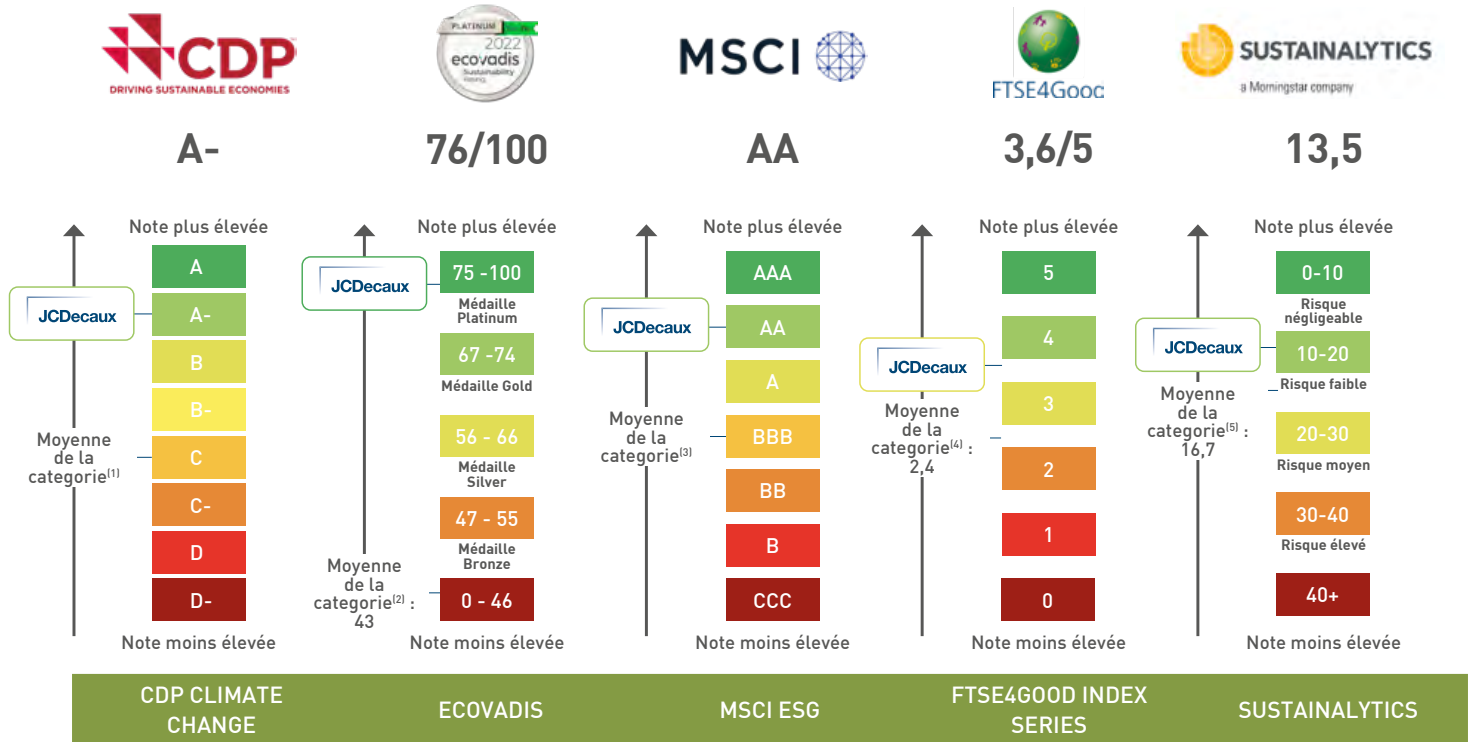 CDP
DRIVING SUSTAINABLE ECONOMIES
A-
Note plus élevée
A
JCDecaux
A-
B
B-
Moyenne
de la
categorie(1)
C
C-
D
D-
Note moins élevée
CDP CLIMATE
CHANGE
PLATINUM
2022
ecovadis
Sustainability
Rating
76/100
Note plus élevée
JCDecaux
75 -100
Médaille
Platinum
67 -74
Médaille Gold
56 - 66
Médaille
Silver
47 - 55
Médaille
Bronze
Moyenne
de la
categorie(2) :
43
0 - 46
Note moins élevée
ECOVADIS
MSCI
AA
Note plus élevée
AAA
JCDecaux
AA
A
Moyenne
de la
categorie(3)
BBB
BB
B
CCC
Note moins élevée
MSCI ESG
FTSE4Good
3,6/5
Note plus élevée
5
4
JCDecaux
3
Moyenne
de la
categorie(4) :
2,4
2
1
0
Note moins élevée
FTSE4GOOD INDEX
SERIES
SUSTAINALYTICS
a Morningstar company
13,5
Note plus élevée
0-10
Risque
négligeable
JCDecaux
10-20
Risque faible
Moyenne
de la
categorie(5) :
16,7
20-30
Risque moyen
30-40
Risque élevé
40+
Note moins élevée
SUSTAINALYTICS